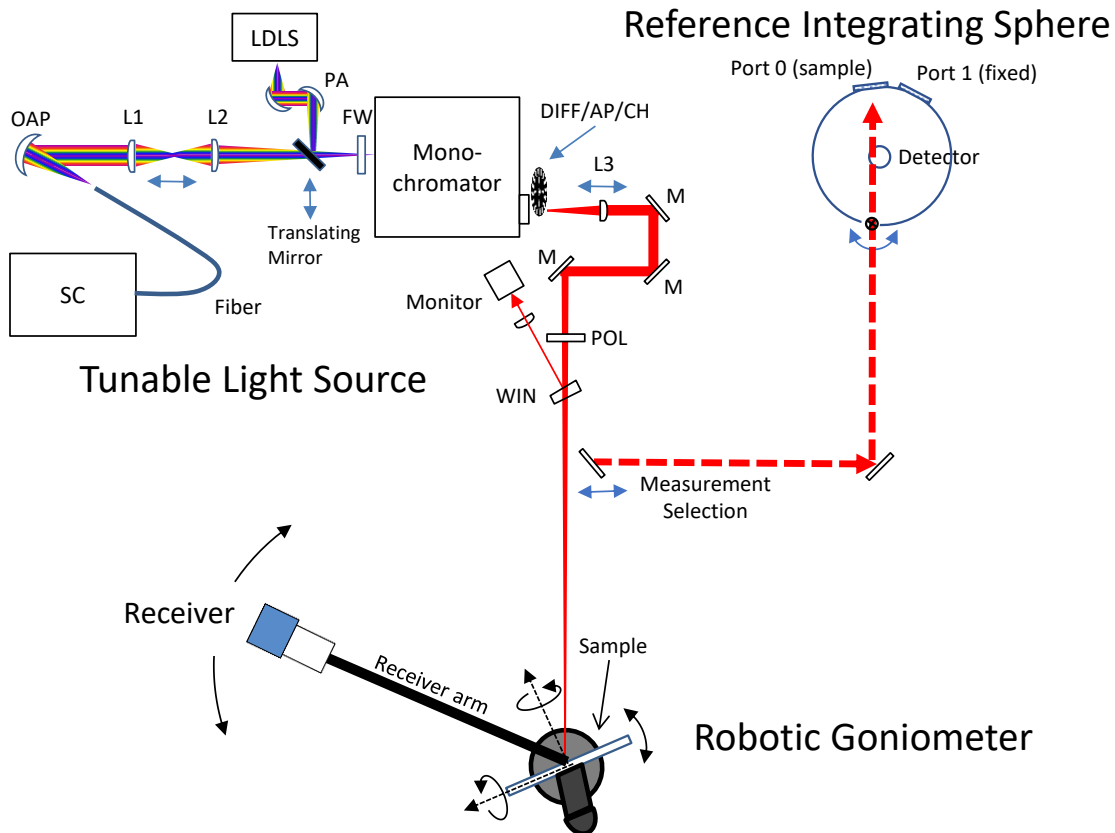 Reference Integrating Sphere
LDLS
Port 0 (sample)
Port 1 (fixed)
PA
OAP
L1
L2
FW
DIFF/AP/CH
Mono-
chromator
L3
Detector
M
Translating
Mirror
M
M
SC
Fiber
Monitor
POL
Tunable Light Source
WIN
Measurement
Selection
Receiver
Sample
Receiver arm
Robotic Goniometer